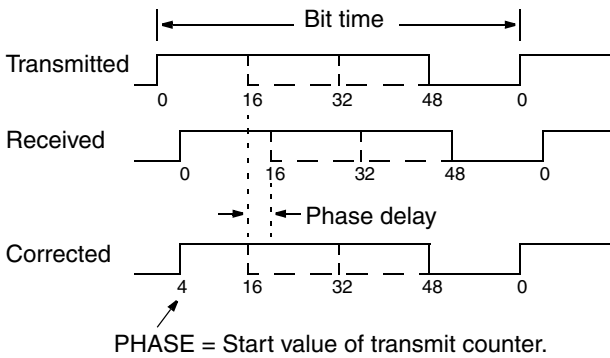 Bit time
Transmitted
0 16 32 48 0
Received
0 16 32 48 0
Phase delay
Corrected
4 16 32 48 0
PHASE = Start value of transmit counter.